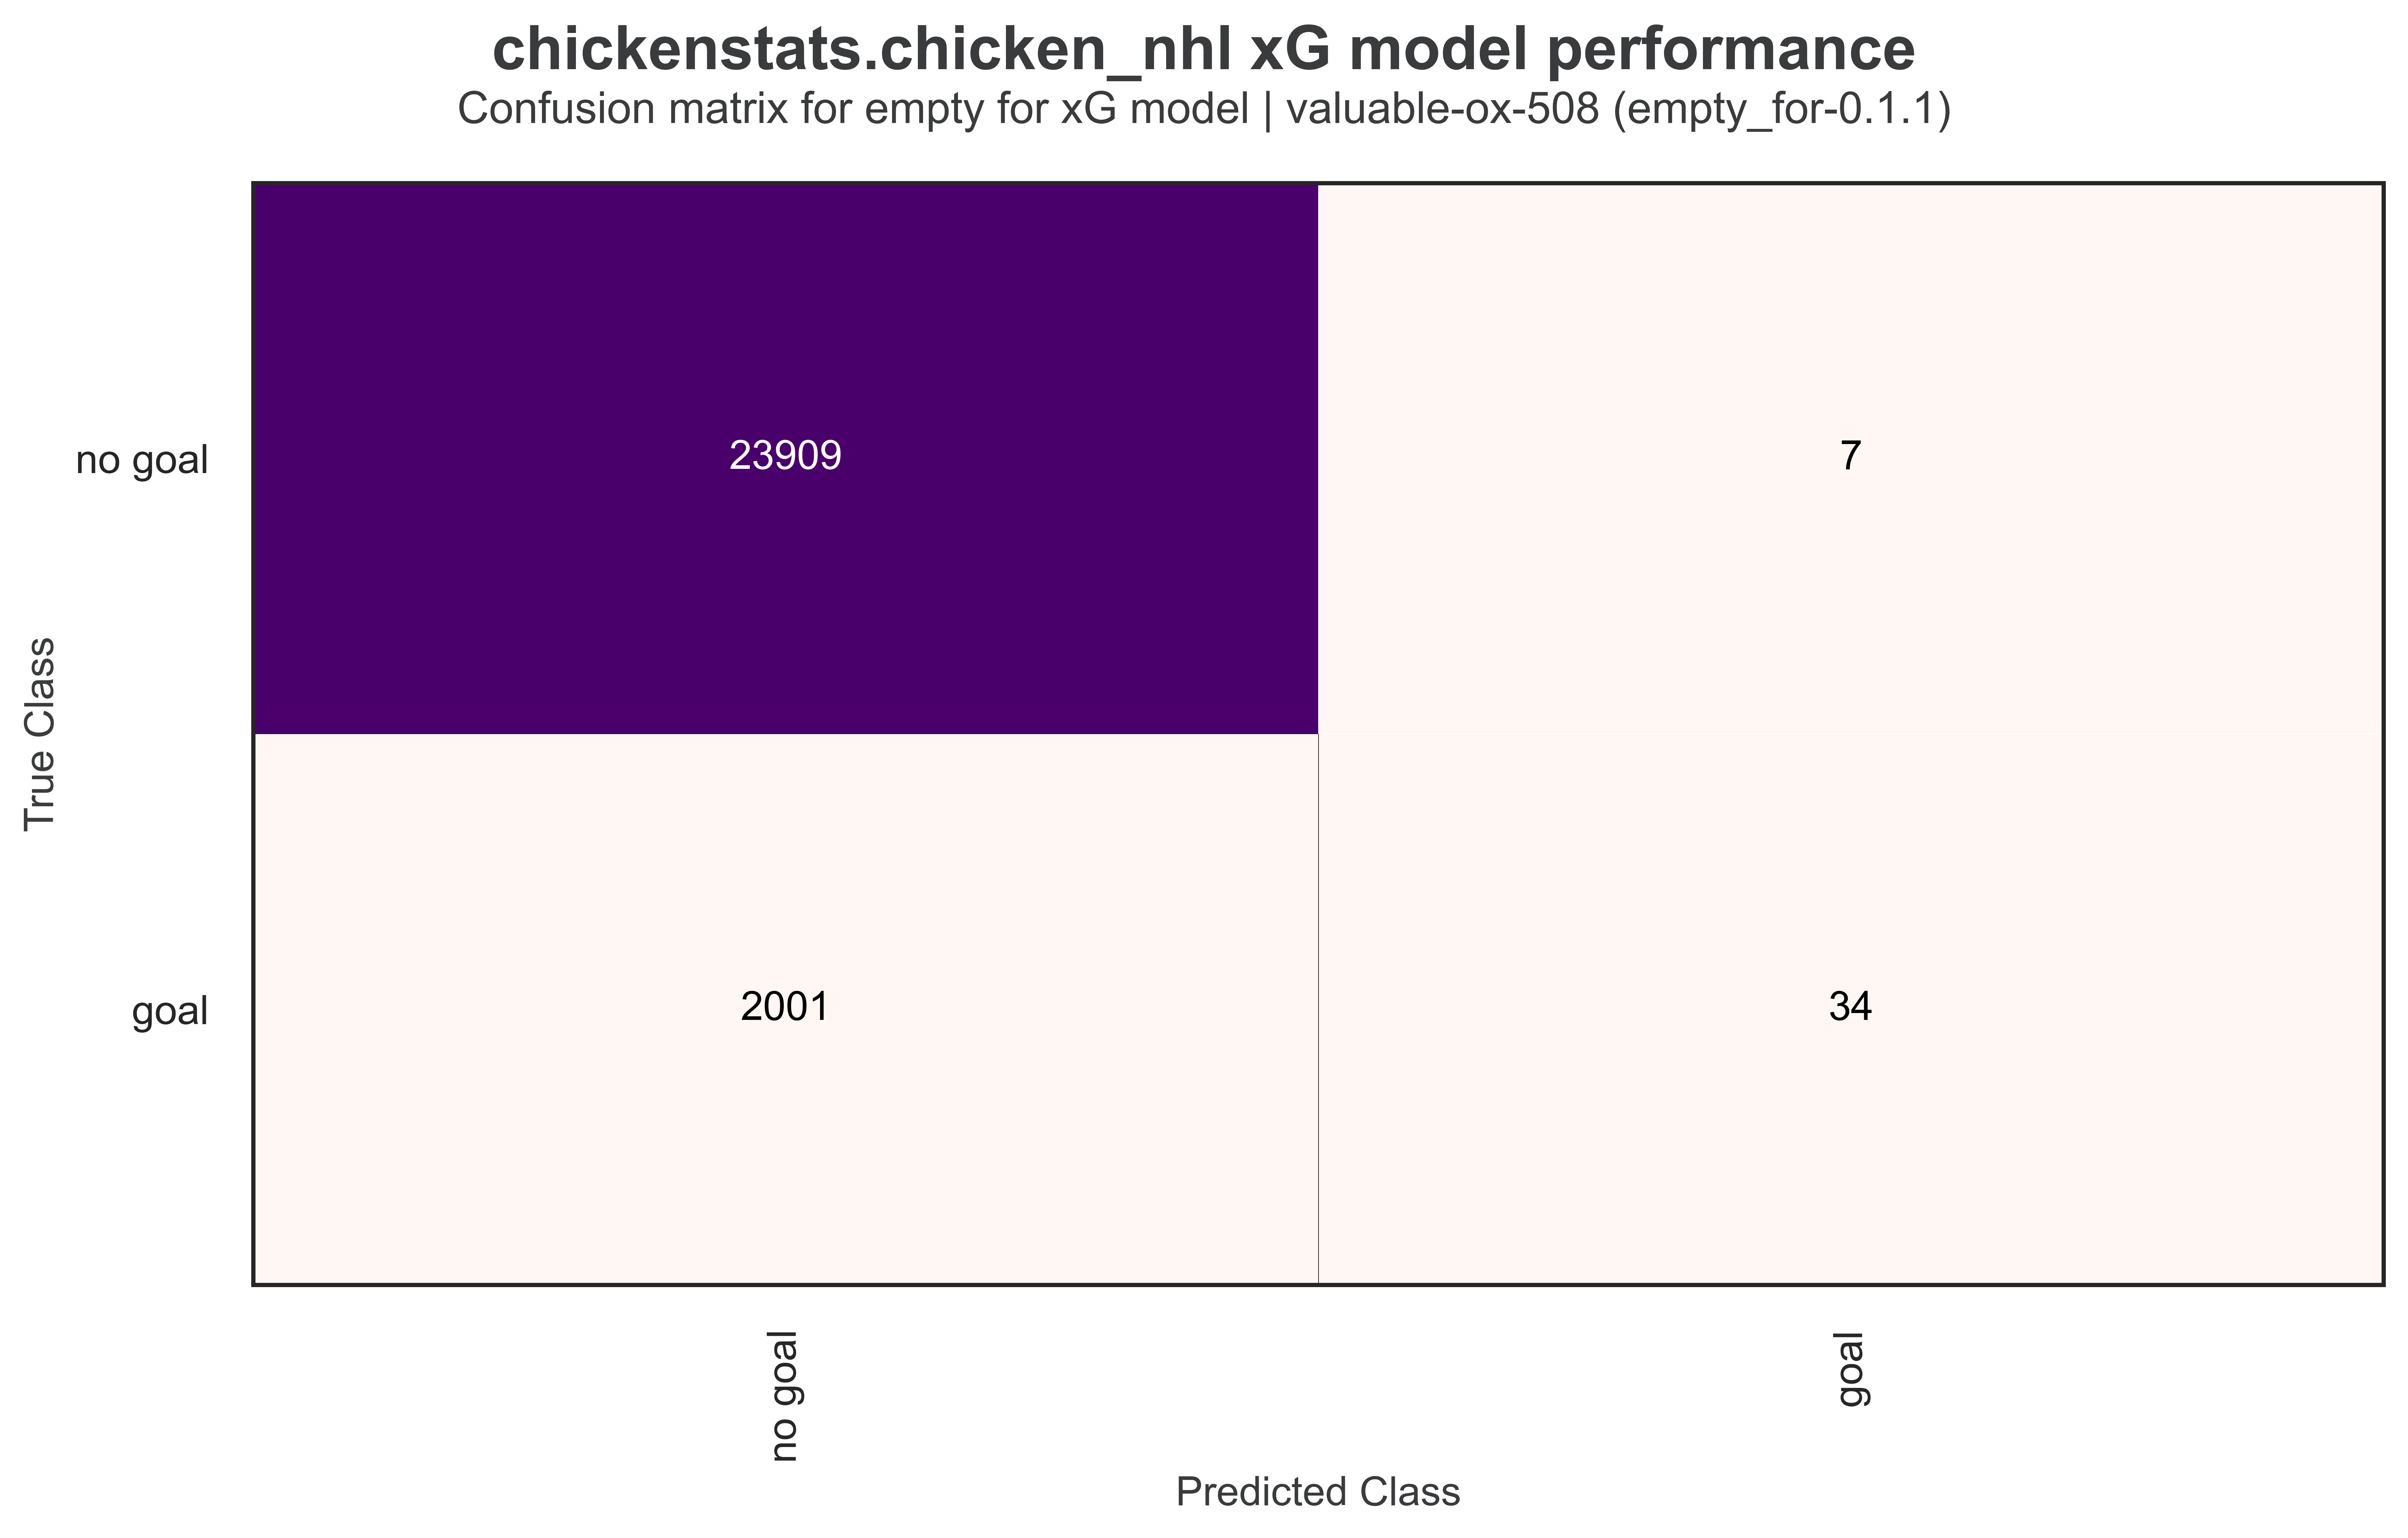 chickenstats.chicken_nhl xG model performance
Confusion matrix for empty for xG model | valuable-ox-508 (empty_for-0.1.1)
True Class
no goal
23909
7
goal
2001
34
no goal
goal
Predicted Class